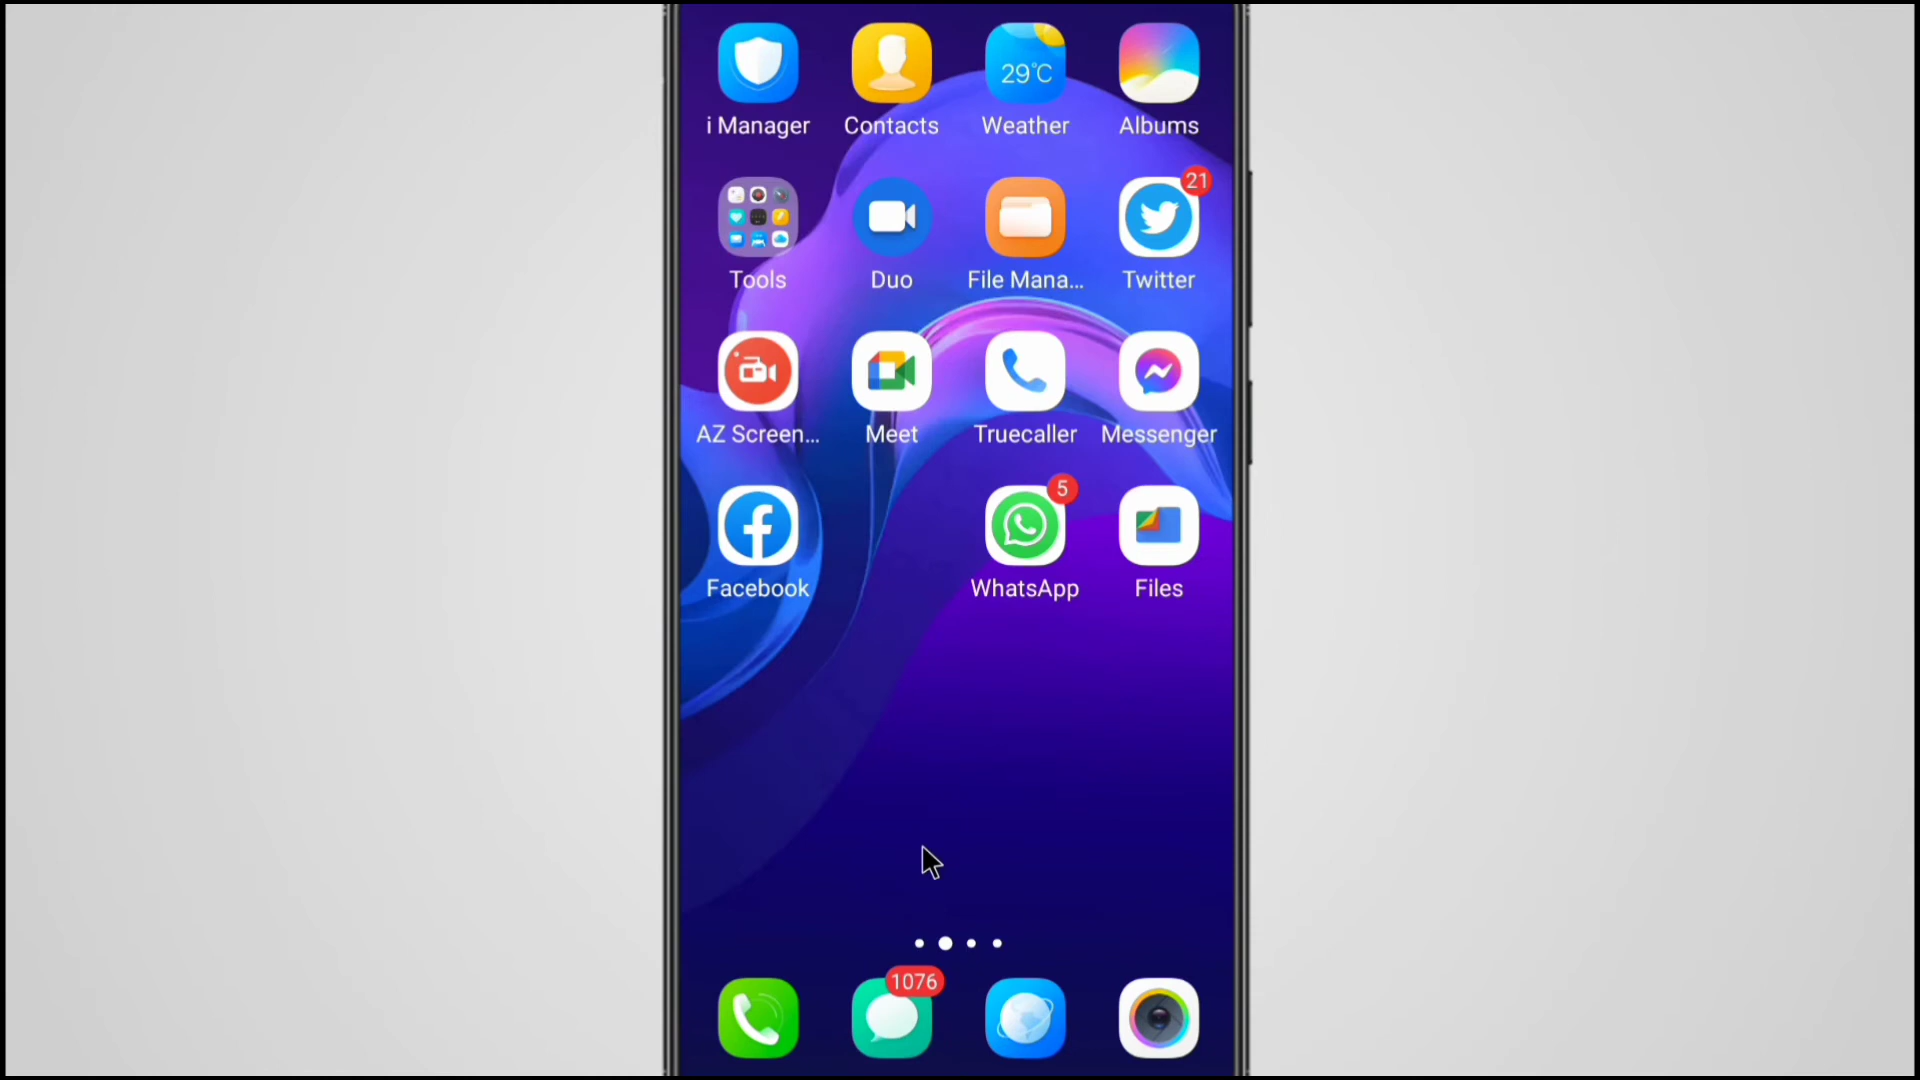 29°C
i Manager Contacts Weather Albums
21
Tools Duo File Mana... Twitter
AZ Screen... Meet Truecaller Messenger
5
Facebook WhatsApp Files
1076